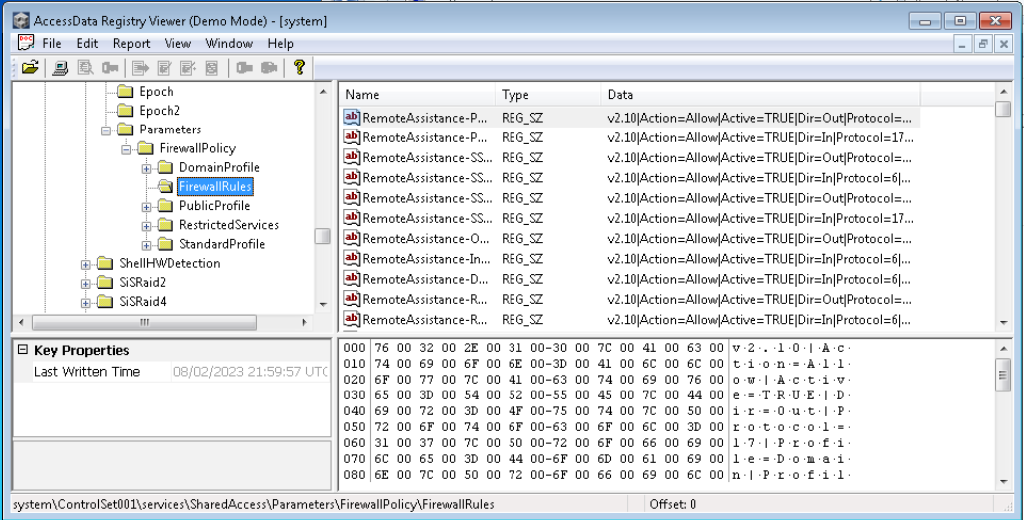 AccessData Registry Viewer (Demo Mode) - [system]
File Edit Report View Window Help
Epoch
Epoch2
Parameters
FirewallPolicy
DomainProfile
FirewallRules
PublicProfile
RestrictedServices
StandardProfile
ShellHWDetection
SiSRaid2
SiSRaid4
Name Type Data
RemoteAssistance-P... REG_SZ v2.10|Action=Allow|Active=TRUE|Dir=Out|Protocol=...
RemoteAssistance-P... REG_SZ v2.10|Action=Allow|Active=TRUE|Dir=In|Protocol=17...
RemoteAssistance-SS... REG_SZ v2.10|Action=Allow|Active=TRUE|Dir=Out|Protocol=...
RemoteAssistance-SS... REG_SZ v2.10|Action=Allow|Active=TRUE|Dir=In|Protocol=6|...
RemoteAssistance-SS... REG_SZ v2.10|Action=Allow|Active=TRUE|Dir=Out|Protocol=...
RemoteAssistance-SS... REG_SZ v2.10|Action=Allow|Active=TRUE|Dir=In|Protocol=17...
RemoteAssistance-O... REG_SZ v2.10|Action=Allow|Active=TRUE|Dir=Out|Protocol=...
RemoteAssistance-In... REG_SZ v2.10|Action=Allow|Active=TRUE|Dir=In|Protocol=6|...
RemoteAssistance-D... REG_SZ v2.10|Action=Allow|Active=TRUE|Dir=In|Protocol=6|...
RemoteAssistance-R... REG_SZ v2.10|Action=Allow|Active=TRUE|Dir=Out|Protocol=...
RemoteAssistance-R... REG_SZ v2.10|Action=Allow|Active=TRUE|Dir=In|Protocol=6|...
Key Properties
Last Written Time 08/02/2023 21:59:57 UTC
000 76 00 32 00 2E 00 31 00-30 00 7C 00 41 00 63 00 v·2·.·1·0·|·A·c·
010 74 00 69 00 6F 00 6E 00-3D 00 41 00 6C 00 6C 00 t·i·o·n·=·A·l·l·
020 6F 00 77 00 7C 00 41 00-63 00 74 00 69 00 76 00 o·w·|·A·c·t·i·v·
030 65 00 3D 00 54 00 52 00-55 00 45 00 7C 00 44 00 e·=·T·R·U·E·|·D·
040 69 00 72 00 3D 00 4F 00-75 00 74 00 7C 00 50 00 i·r·=·O·u·t·|·P·
050 72 00 6F 00 74 00 6F 00-63 00 6F 00 6C 00 3D 00 r·o·t·o·c·o·l·=·
060 31 00 37 00 7C 00 50 00-72 00 6F 00 66 00 69 00 1·7·|·P·r·o·f·i·
070 6C 00 65 00 3D 00 44 00-6F 00 6D 00 61 00 69 00 l·e·=·D·o·m·a·i·
080 6E 00 7C 00 50 00 72 00-6F 00 66 00 69 00 6C 00 n·|·P·r·o·f·i·l·
system\ControlSet001\services\SharedAccess\Parameters\FirewallPolicy\FirewallRules Offset: 0